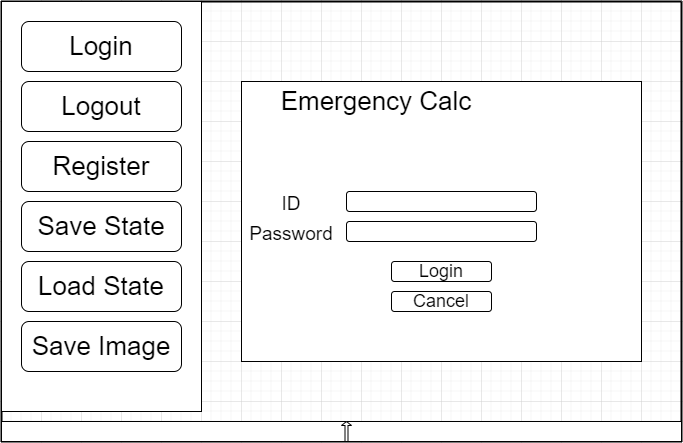 Login
Logout
Register
Save State
Load State
Save Image
Emergency Calc
ID
Password
Login
Cancel